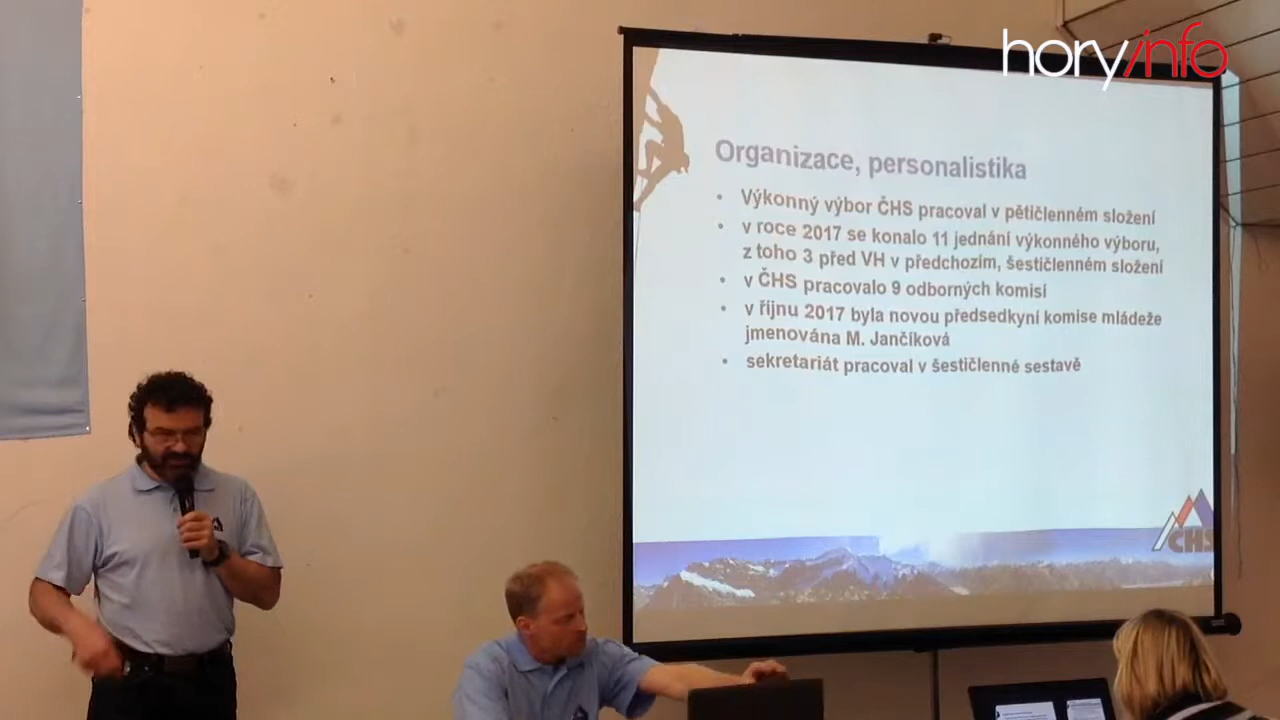 hory/info
Organizace, personalistika
• Výkonný výbor ČHS pracoval v pětičlenném složení
• v roce 2017 se konalo 11 jednání výkonného výboru,
z toho 3 před VH v předchozím, šestičlenném složení
• v ČHS pracovalo 9 odborných komisí
• v říjnu 2017 byla novou předsedkyní komise mládeže
jmenována M. Jančíková
• sekretariát pracoval v šestičlenné sestavě
ČHS